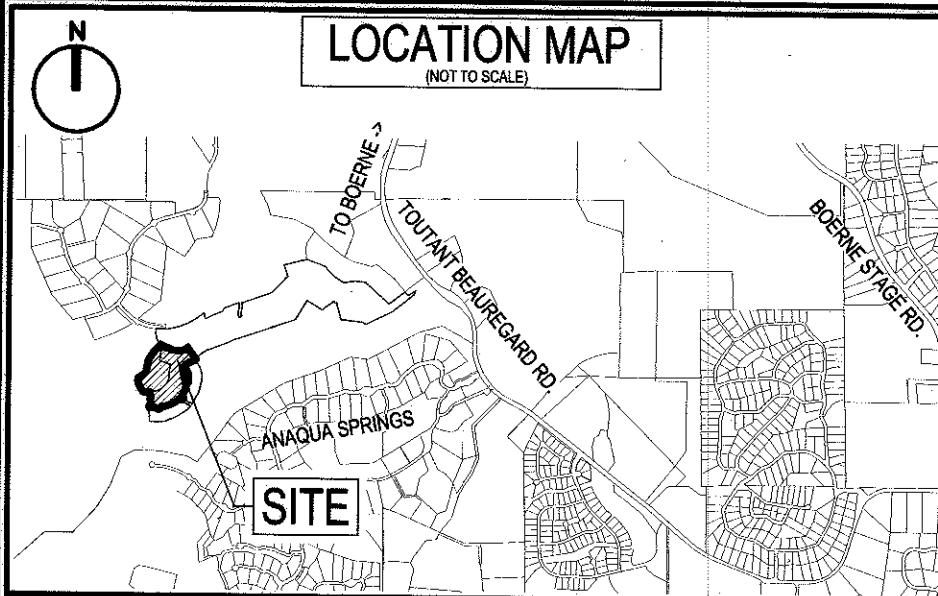 N
LOCATION MAP
(NOT TO SCALE)
TO BOERNE ->
TOUTANT BEAUREGARD RD
BOERNE STAGE RD.
ANAQUA SPRINGS
SITE